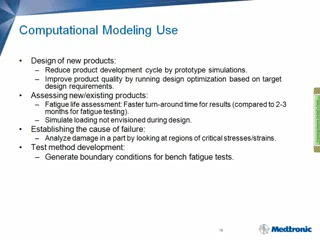 Computational Modeling Use
• Design of new products:
– Reduce product development cycle by prototype simulations.
– Improve product quality by running design optimization based on target
design requirements.
• Assessing new/existing products:
– Fatigue life assessment: Faster turn-around time for results (compared to 2-3
months for fatigue testing).
– Simulate loading not envisioned during design.
• Establishing the cause of failure:
– Analyze damage in a part by looking at regions of critical stresses/strains.
• Test method development:
– Generate boundary conditions for bench fatigue tests.
Medtronic